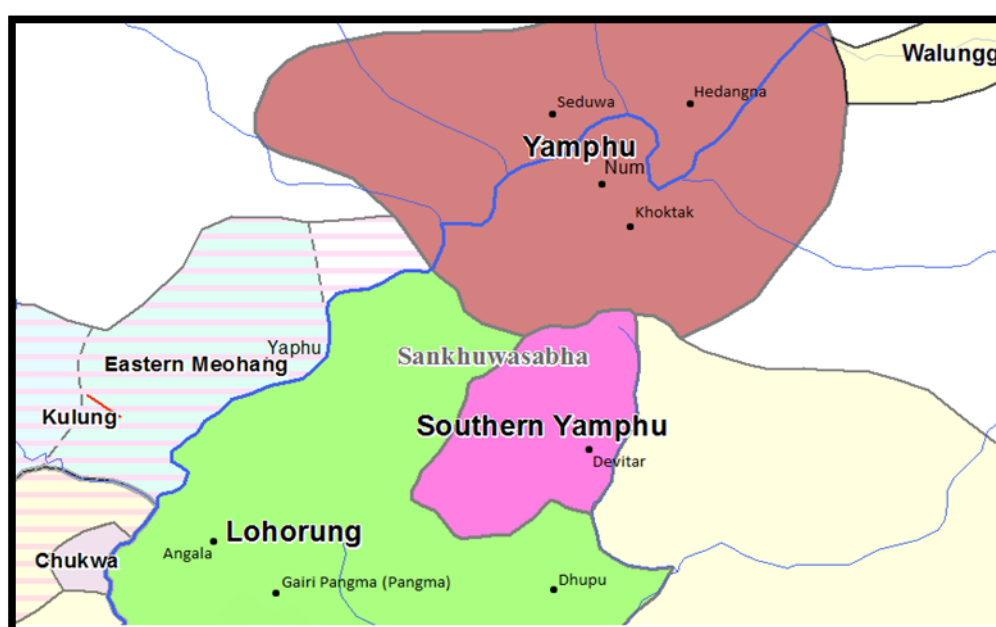 Walungg
Hedangna
Seduwa
Yamphu
Num
Khoktak
Yaphu
Sankhuwasabha
Eastern Meohang
Kulung
Southern Yamphu
Devitar
Lohorung
Angala
Chukwa
Gairi Pangma (Pangma)
Dhupu